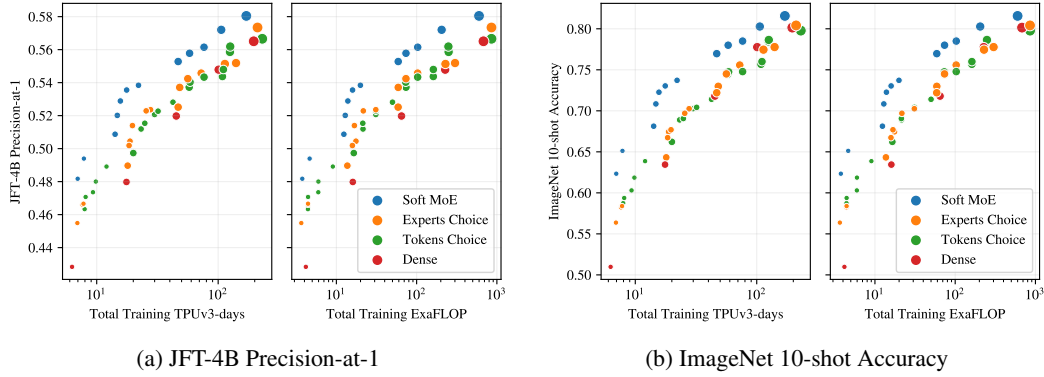 JFT-4B Precision-at-1
0.58
0.56
0.54
0.52
0.50
0.48
0.46
0.44
10¹
10²
Total Training TPUv3-days
10¹
10²
10³
Total Training ExaFLOP
Soft MoE
Experts Choice
Tokens Choice
Dense
(a) JFT-4B Precision-at-1
ImageNet 10-shot Accuracy
0.80
0.75
0.70
0.65
0.60
0.55
0.50
10¹
10²
Total Training TPUv3-days
10¹
10²
10³
Total Training ExaFLOP
Soft MoE
Experts Choice
Tokens Choice
Dense
(b) ImageNet 10-shot Accuracy